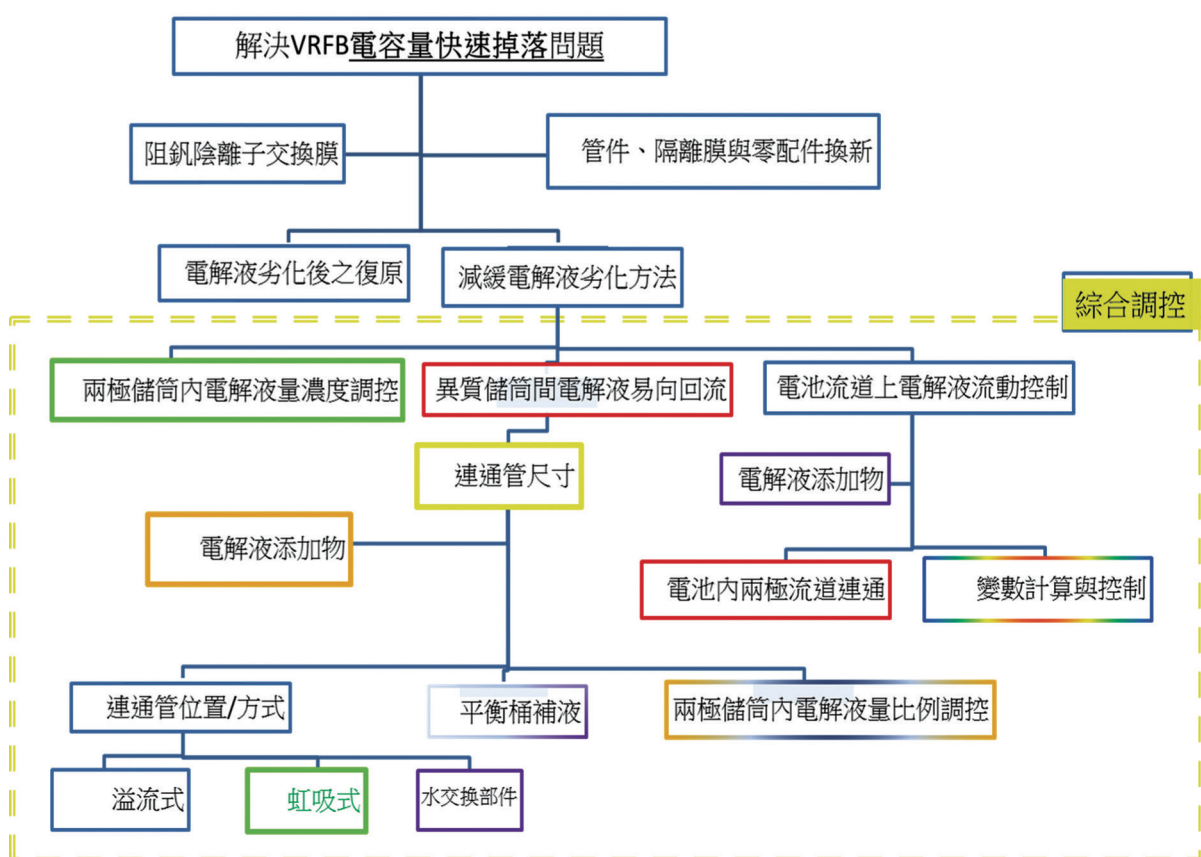 解決VRFB電容量快速掉落問題
阻釩陰離子交換膜
管件、隔離膜與零配件換新
電解液劣化後之復原
減緩電解液劣化方法
綜合調控
兩極儲筒內電解液量濃度調控
異質儲筒間電解液易向回流
電池流道上電解液流動控制
連通管尺寸
電解液添加物
電解液添加物
電池內兩極流道連通
變數計算與控制
連通管位置/方式
平衡桶補液
兩極儲筒內電解液量比例調控
溢流式
虹吸式
水交換部件